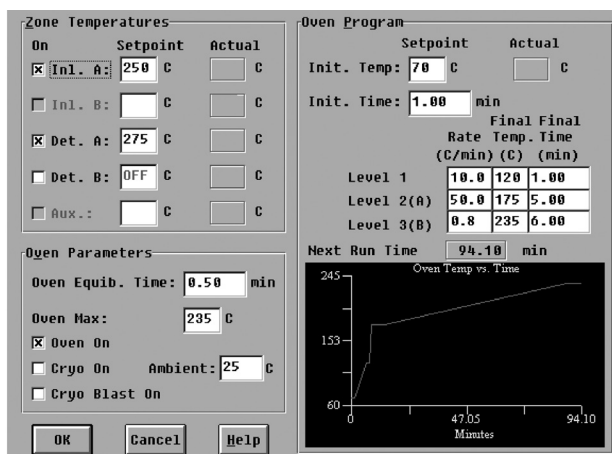 Zone Temperatures
On Setpoint Actual
Inl. A: 250 C C
Inl. B: C C
Det. A: 275 C C
Det. B: OFF C C
Aux.: C C
Oven Parameters
Oven Equib. Time: 0.50 min
Oven Max: 235 C
Oven On
Cryo On Ambient: 25 C
Cryo Blast On
OK Cancel Help
Oven Program
Setpoint Actual
Init. Temp: 70 C C
Init. Time: 1.00 min
Final Final
Rate Temp. Time
(C/min) (C) (min)
Level 1 10.0 120 1.00
Level 2(A) 50.0 175 5.00
Level 3(B) 0.8 235 6.00
Next Run Time 94.10 min
Oven Temp vs. Time
245
153
60
0 47.05 94.10
Minutes